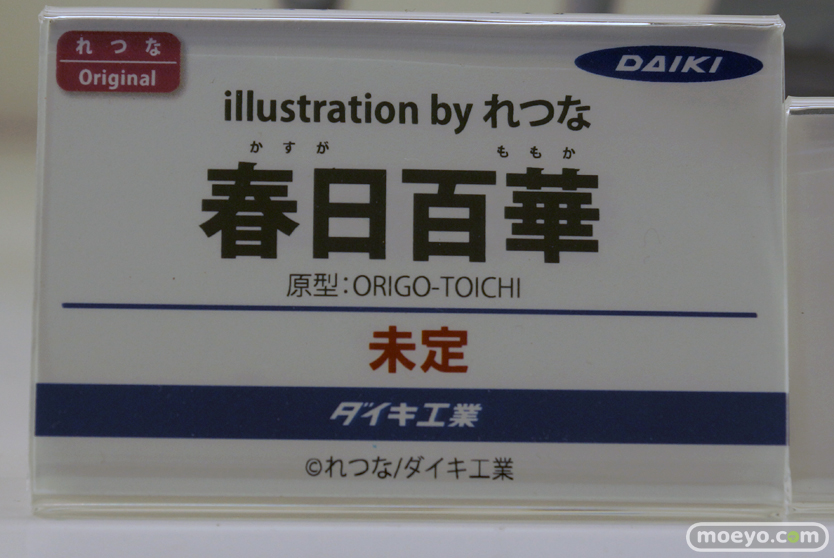 れつな
Original
DAIKI
illustration by れつな
かすが ももか
春日百華
原型:ORIGO-TOICHI
未定
ダイキ工業
©れつな/ダイキ工業
moeyo.com